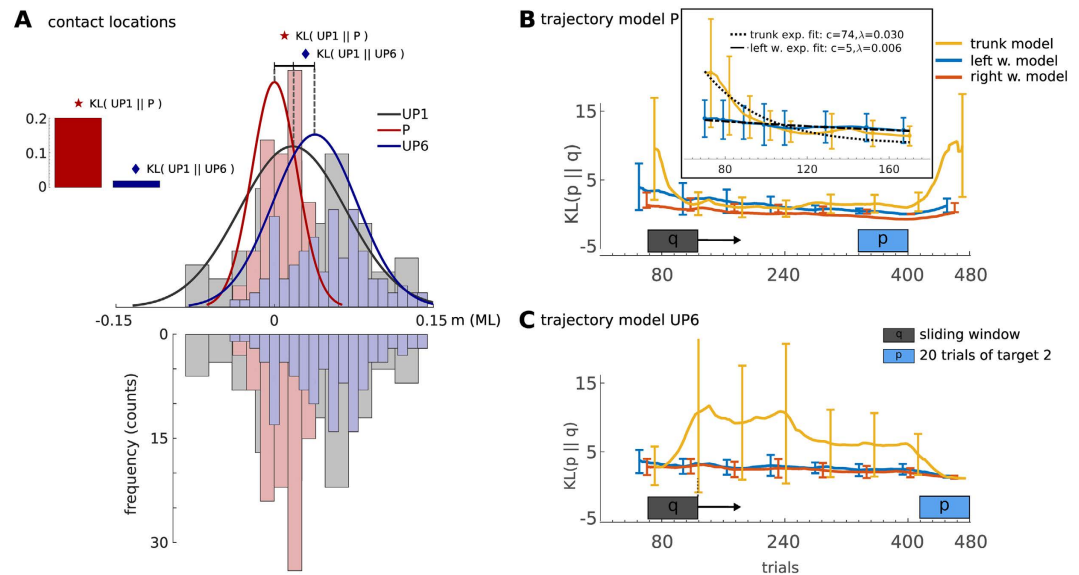 A contact locations
★ KL( UP1 || P )
♦ KL( UP1 || UP6 )
★ KL( UP1 || P )
0.2
0.1
0
♦ KL( UP1 || UP6 )
UP1
P
UP6
-0.15 0 0.15 m (ML)
0
15
30
frequency (counts)
B trajectory model P
trunk exp. fit: c=74,λ=0.030
left w. exp. fit: c=5,λ=0.006
80 120 160
trunk model
left w. model
right w. model
15
5
-5
KL(p || q)
q
p
80 240 400 480
C trajectory model UP6
q sliding window
p 20 trials of target 2
15
5
-5
KL(p || q)
q
p
80 240 400 480
trials